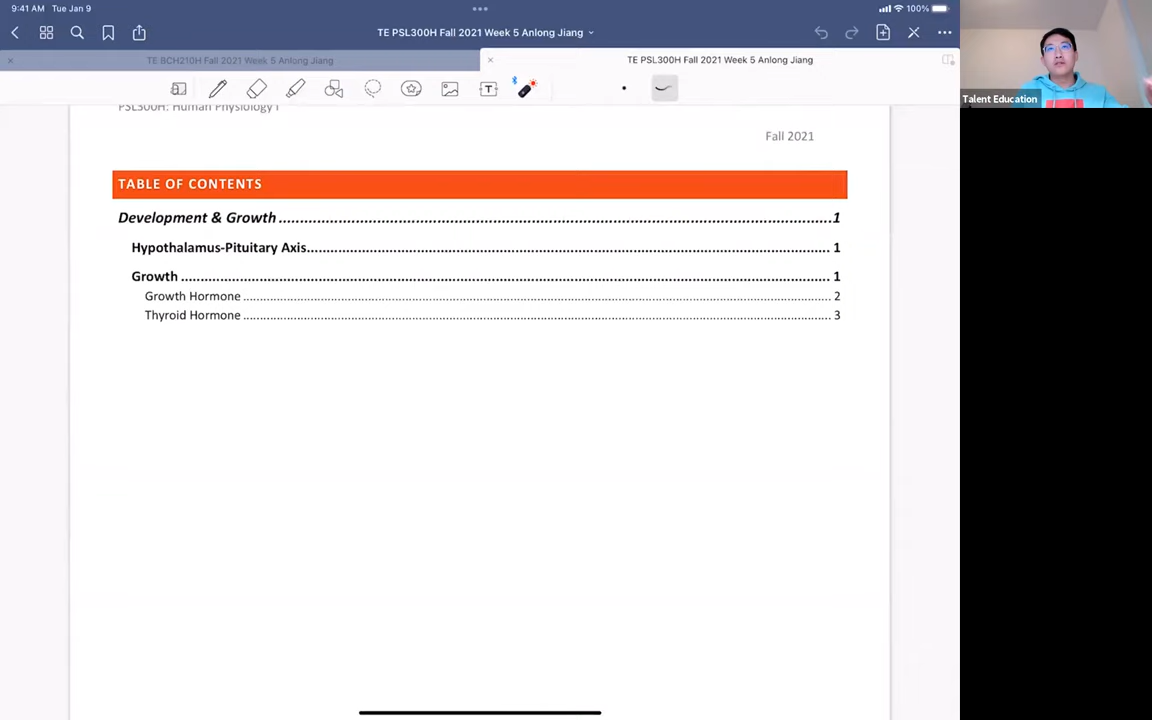 9:41 AM Tue Jan 9
100%
TE PSL300H Fall 2021 Week 5 Anlong Jiang
TE BCH210H Fall 2021 Week 5 Anlong Jiang
TE PSL300H Fall 2021 Week 5 Anlong Jiang
T
Talent Education
PSL300H: Human Physiology I
Fall 2021
TABLE OF CONTENTS
Development & Growth 1
Hypothalamus-Pituitary Axis 1
Growth 1
Growth Hormone 2
Thyroid Hormone 3